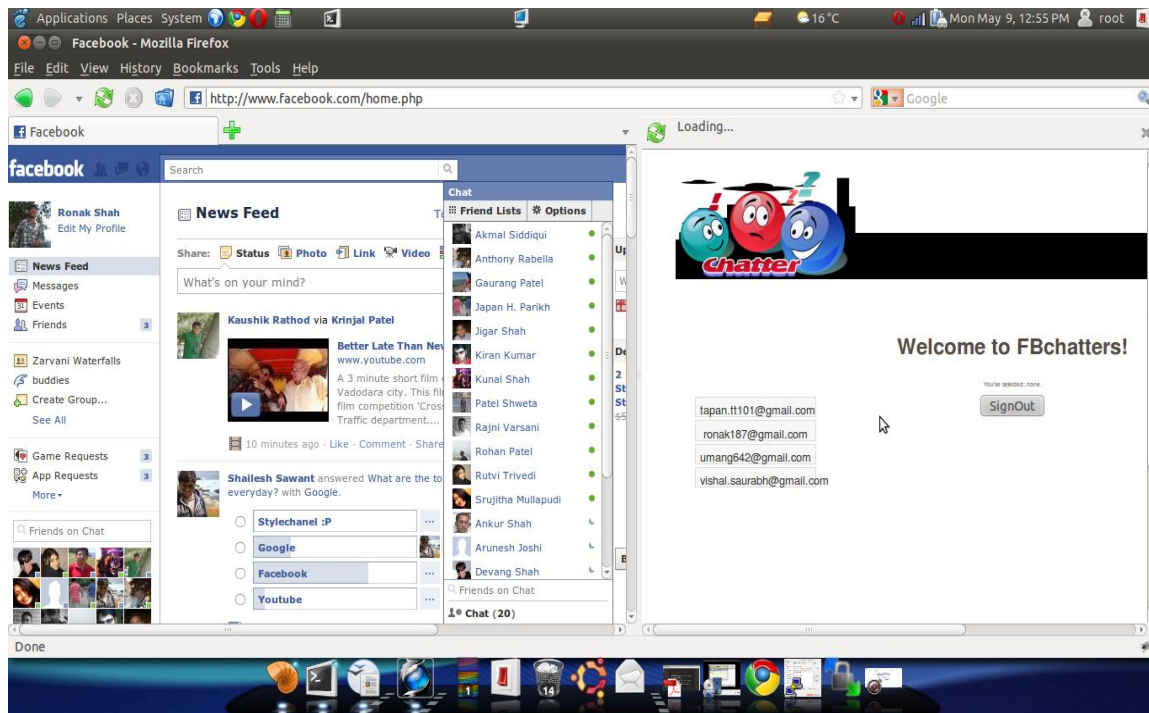 Applications Places System 16 °C Mon May 9, 12:55 PM root
Facebook - Mozilla Firefox
File Edit View History Bookmarks Tools Help
http://www.facebook.com/home.php
Google
Facebook
Loading...
facebook
Search
Ronak Shah
Edit My Profile
News Feed
Messages
31 Events
Friends 3
Zarvani Waterfalls
buddies
Create Group...
See All
Game Requests 3
App Requests 3
More
Friends on Chat
News Feed
Share: Status Photo Link Video
What's on your mind?
Kaushik Rathod via Krinjal Patel
Better Late Than
www.youtube.com
A 3 minute short film
Vadodara city. This
film competition 'Cros
Traffic department....
10 minutes ago · Like · Comment · Share
Shailesh Sawant answered What are the to
everyday? with Google.
Stylechanel :P
Google
Facebook
Youtube
Chat
Friend Lists Options
Akmal Siddiqui
Anthony Rabella
Gaurang Patel
Japan H. Parikh
Jigar Shah
Kiran Kumar
Kunal Shah
Patel Shweta
Rajni Varsani
Rohan Patel
Rutvi Trivedi
Srujitha Mullapudi
Ankur Shah
Arunesh Joshi
Devang Shah
Friends on Chat
Chat (20)
Chatter
Welcome to FBchatters!
You've selected: none.
SignOut
tapan.tt101@gmail.com
ronak187@gmail.com
umang642@gmail.com
vishal.saurabh@gmail.com
Done
1
14